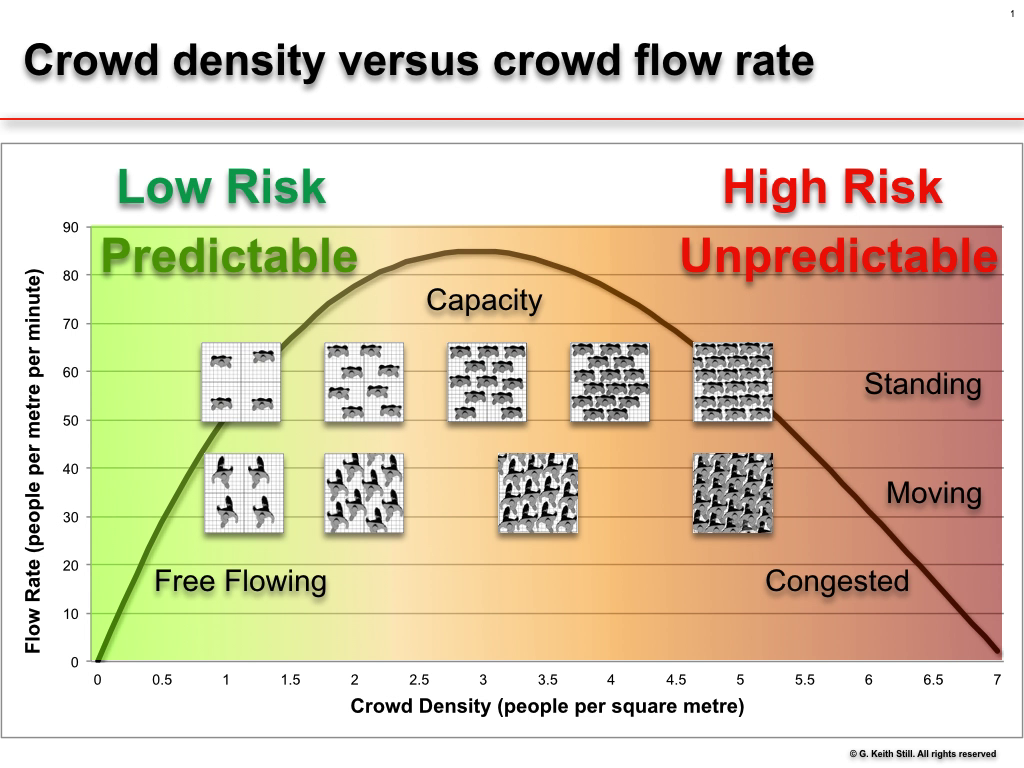 1
Crowd density versus crowd flow rate
Low Risk
High Risk
Predictable
Unpredictable
Capacity
Standing
Moving
Free Flowing
Congested
Flow Rate (people per metre per minute)
90
80
70
60
50
40
30
20
10
0
0 0.5 1 1.5 2 2.5 3 3.5 4 4.5 5 5.5 6 6.5 7
Crowd Density (people per square metre)
© G. Keith Still. All rights reserved